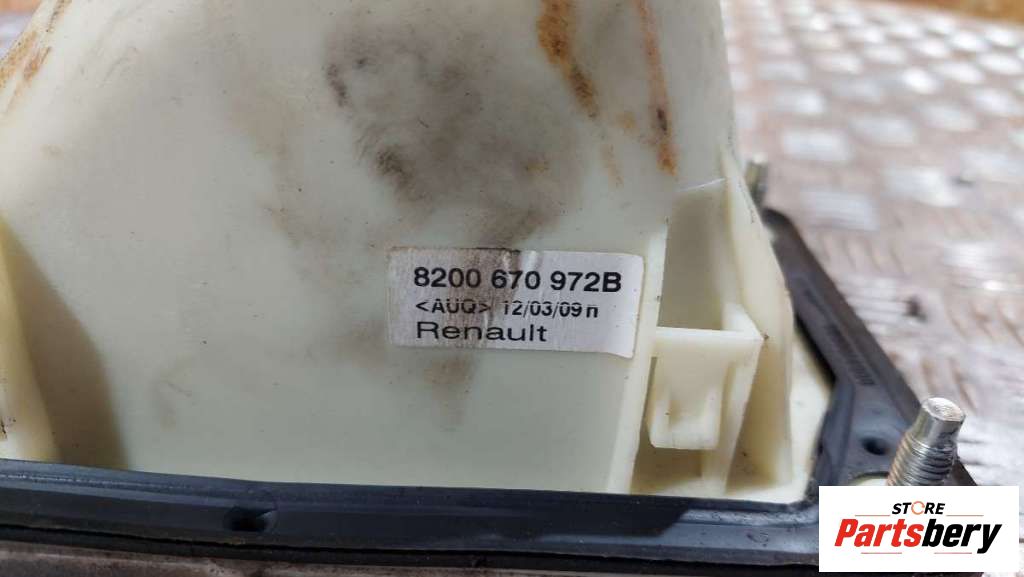 8200 670 972B
<AUQ> 12/03/09 n
Renault
STORE
Partsbery